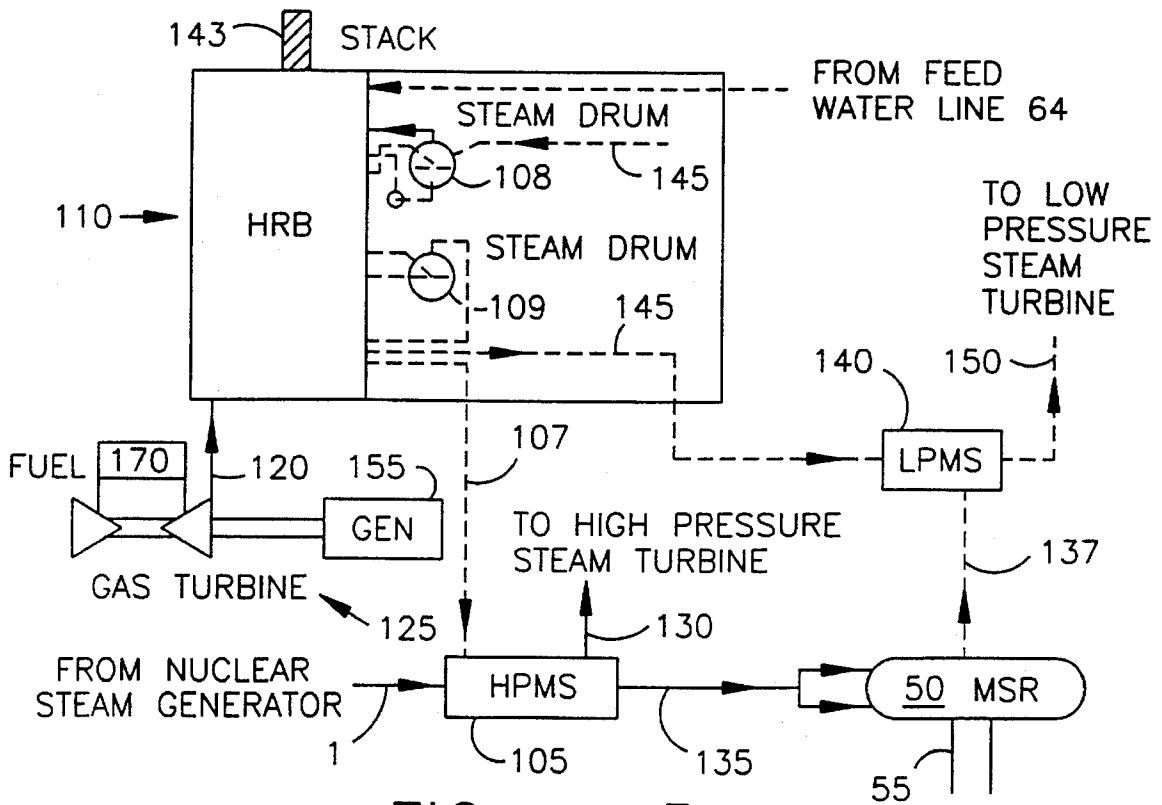 143
STACK
FROM FEED
WATER LINE 64
STEAM DRUM
108
145
110
HRB
TO LOW
PRESSURE
STEAM
TURBINE
STEAM DRUM
109
145
140
150
107
LPMS
FUEL
170
120
155
GEN
TO HIGH PRESSURE
STEAM TURBINE
137
GAS TURBINE
125
130
FROM NUCLEAR
STEAM GENERATOR
HPMS
50 MSR
1
105
135
55